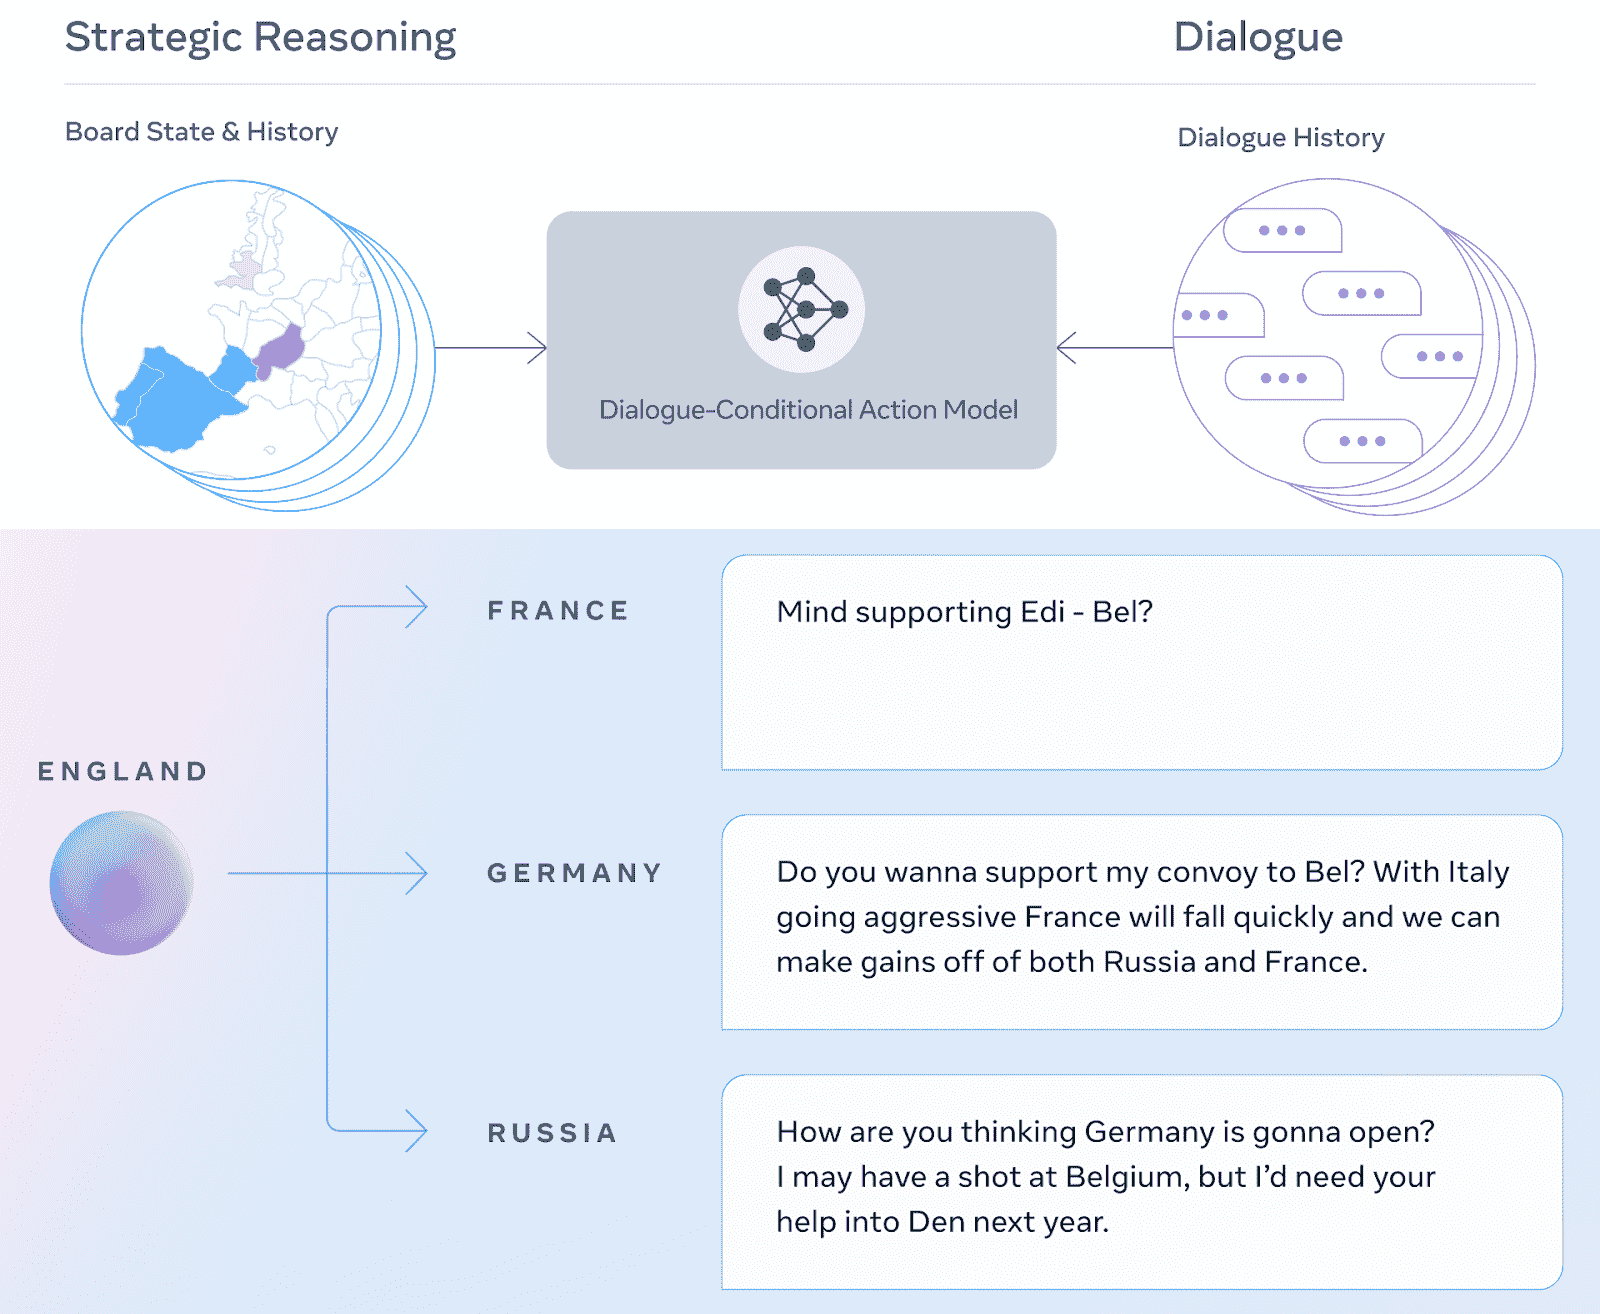 Strategic Reasoning
Dialogue
Board State & History
Dialogue History
Dialogue-Conditional Action Model
FRANCE
Mind supporting Edi - Bel?
ENGLAND
GERMANY
Do you wanna support my convoy to Bel? With Italy
going aggressive France will fall quickly and we can
make gains off of both Russia and France.
RUSSIA
How are you thinking Germany is gonna open?
I may have a shot at Belgium, but I’d need your
help into Den next year.